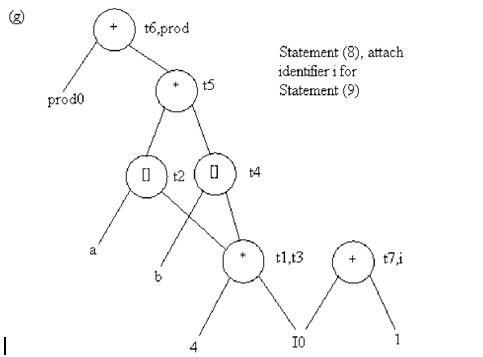 (g)
+ t6,prod
Statement (8), attach
identifier i for
Statement (9)
prod0
* t5
[] t2
[] t4
a
b
* t1,t3
+ t7,i
4
I0
1